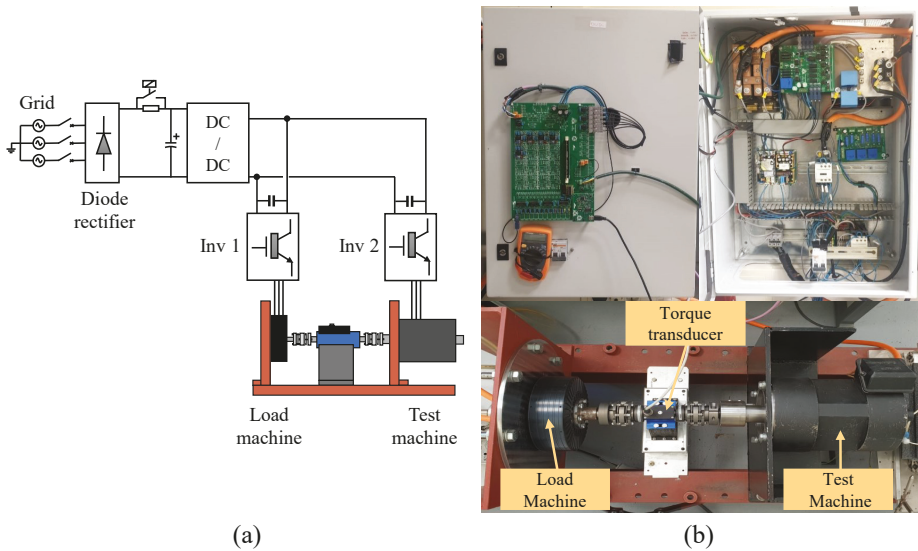 Grid
Diode
rectifier
DC
/
DC
Inv 1
Inv 2
Load
machine
Test
machine
(a)
Torque
transducer
Load
Machine
Test
Machine
(b)